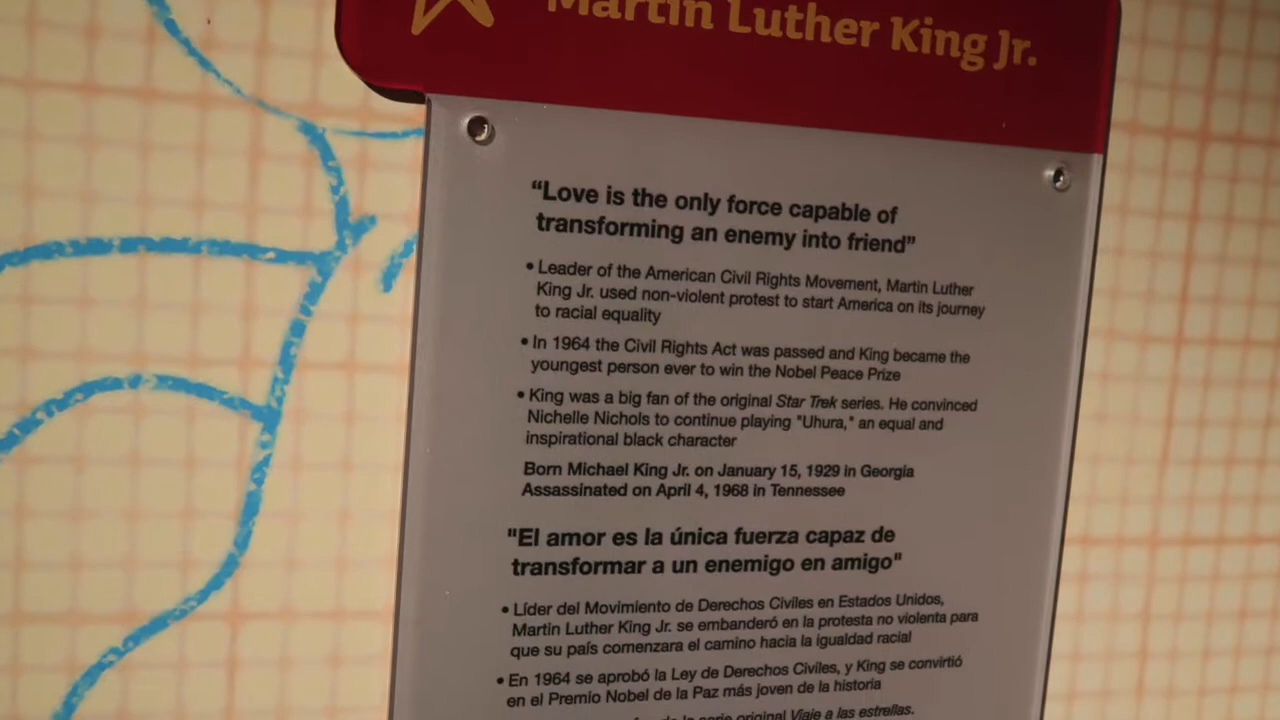 Martin Luther King Jr.
“Love is the only force capable of
transforming an enemy into friend”
• Leader of the American Civil Rights Movement, Martin Luther
King Jr. used non-violent protest to start America on its journey
to racial equality
• In 1964 the Civil Rights Act was passed and King became the
youngest person ever to win the Nobel Peace Prize
• King was a big fan of the original Star Trek series. He convinced
Nichelle Nichols to continue playing "Uhura," an equal and
inspirational black character
Born Michael King Jr. on January 15, 1929 in Georgia
Assassinated on April 4, 1968 in Tennessee
"El amor es la única fuerza capaz de
transformar a un enemigo en amigo"
• Líder del Movimiento de Derechos Civiles en Estados Unidos,
Martin Luther King Jr. se embanderó en la protesta no violenta para
que su país comenzara el camino hacia la igualdad racial
• En 1964 se aprobó la Ley de Derechos Civiles, y King se convirtió
en el Premio Nobel de la Paz más joven de la historia
de la serie original Viaje a las estrellas.